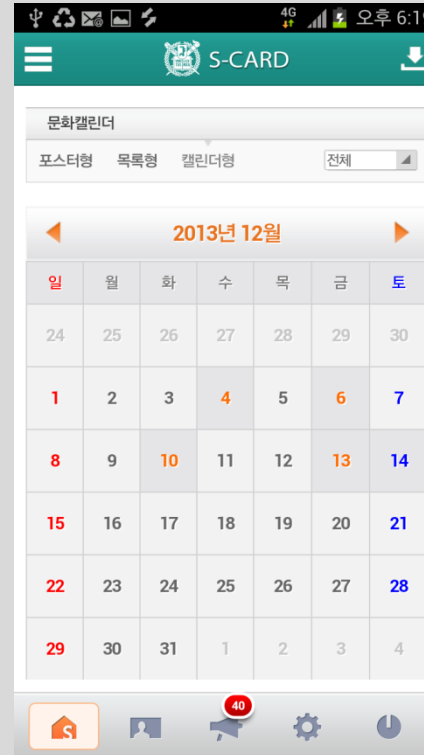 4G 오후 6:19
S-CARD
문화캘린더
포스터형 목록형 캘린더형 전체
2013년 12월
일 월 화 수 목 금 토
24 25 26 27 28 29 30
1 2 3 4 5 6 7
8 9 10 11 12 13 14
15 16 17 18 19 20 21
22 23 24 25 26 27 28
29 30 31 1 2 3 4
40
S